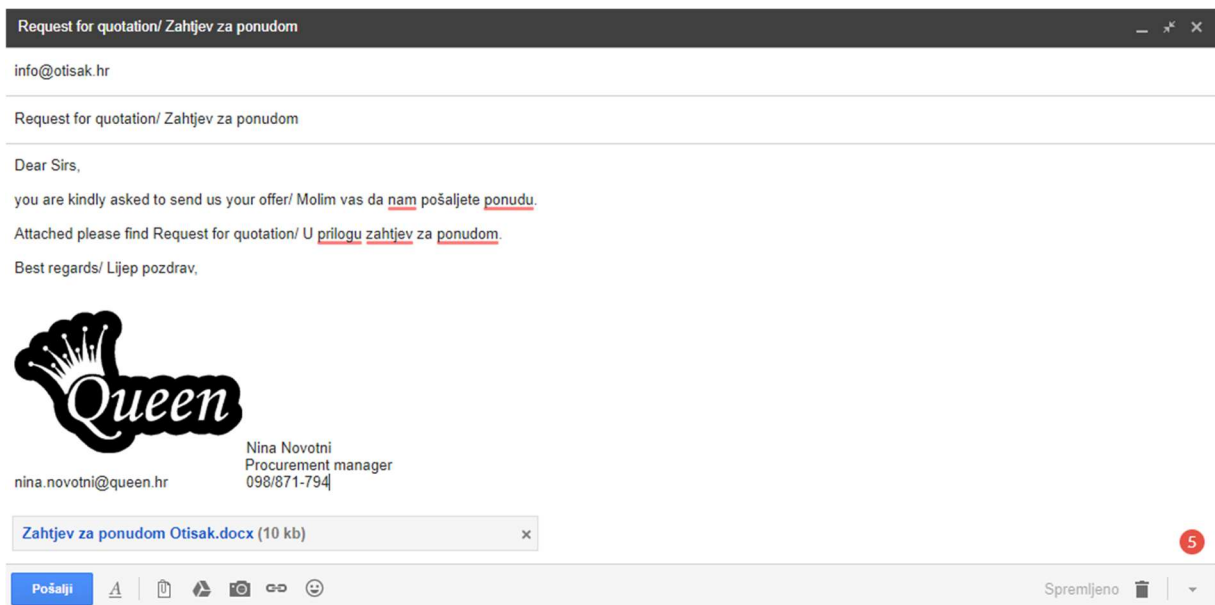 Request for quotation/ Zahtjev za ponudom
info@otisak.hr
Request for quotation/ Zahtjev za ponudom
Dear Sirs,
you are kindly asked to send us your offer/ Molim vas da nam pošaljete ponudu.
Attached please find Request for quotation/ U prilogu zahtjev za ponudom.
Best regards/ Lijep pozdrav,
Queen
Nina Novotni
Procurement manager
nina.novotni@queen.hr 098/871-794
Zahtjev za ponudom Otisak.docx (10 kb)
5
Pošalji A Spremljeno